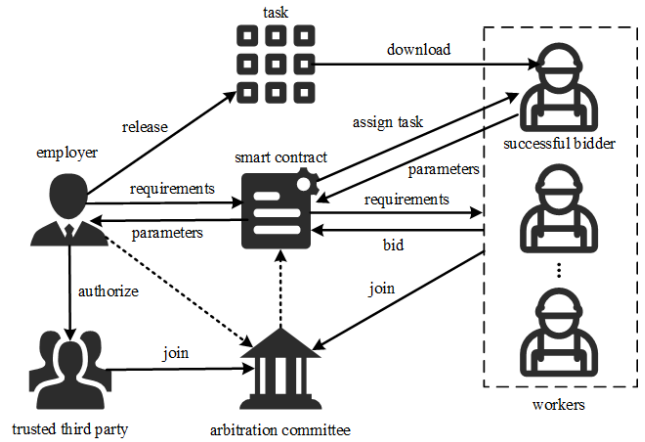 task
download
release
assign task
employer
smart contract
successful bidder
requirements
parameters
requirements
parameters
bid
authorize
join
join
trusted third party
arbitration committee
workers